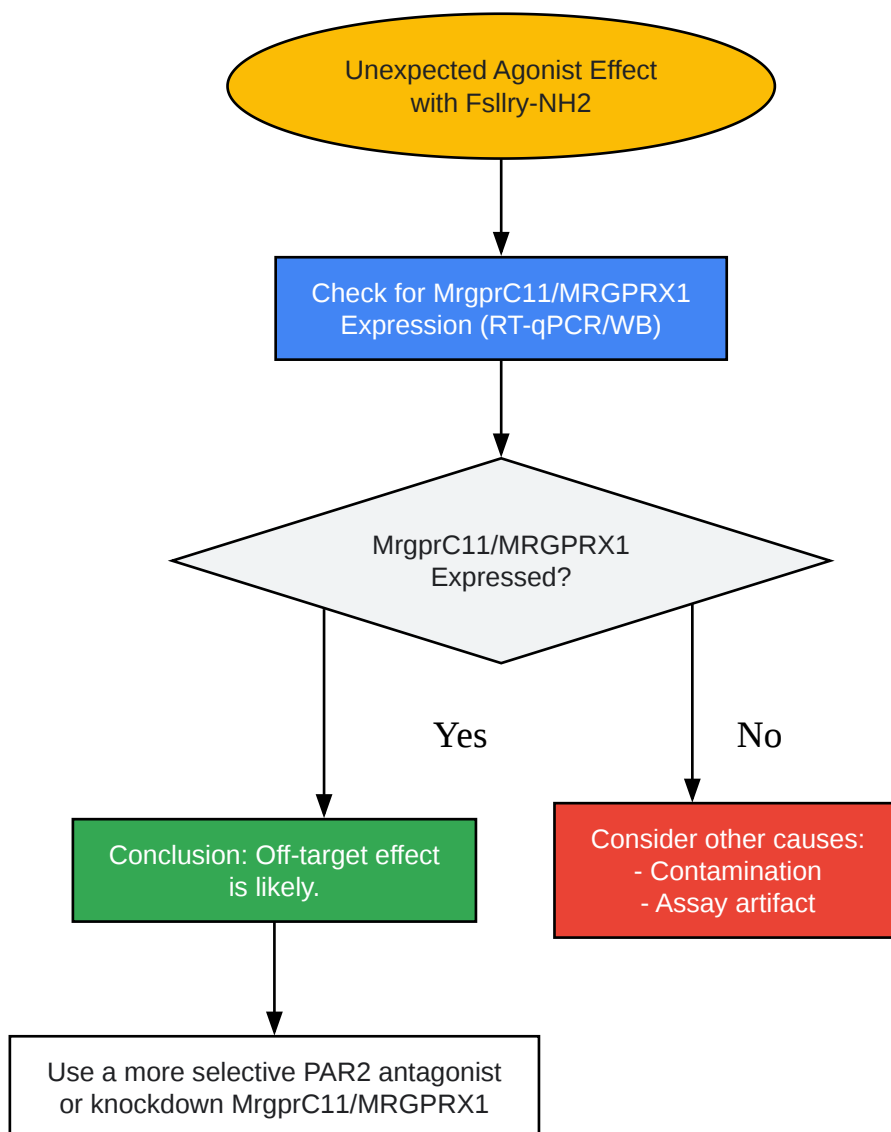 Unexpected Agonist Effect
with Fsllry-NH2
Check for MrgprC11/MRGPRX1
Expression (RT-qPCR/WB)
MrgprC11/MRGPRX1
Expressed?
Yes
No
Conclusion: Off-target effect
is likely.
Consider other causes:
- Contamination
- Assay artifact
Use a more selective PAR2 antagonist
or knockdown MrgprC11/MRGPRX1